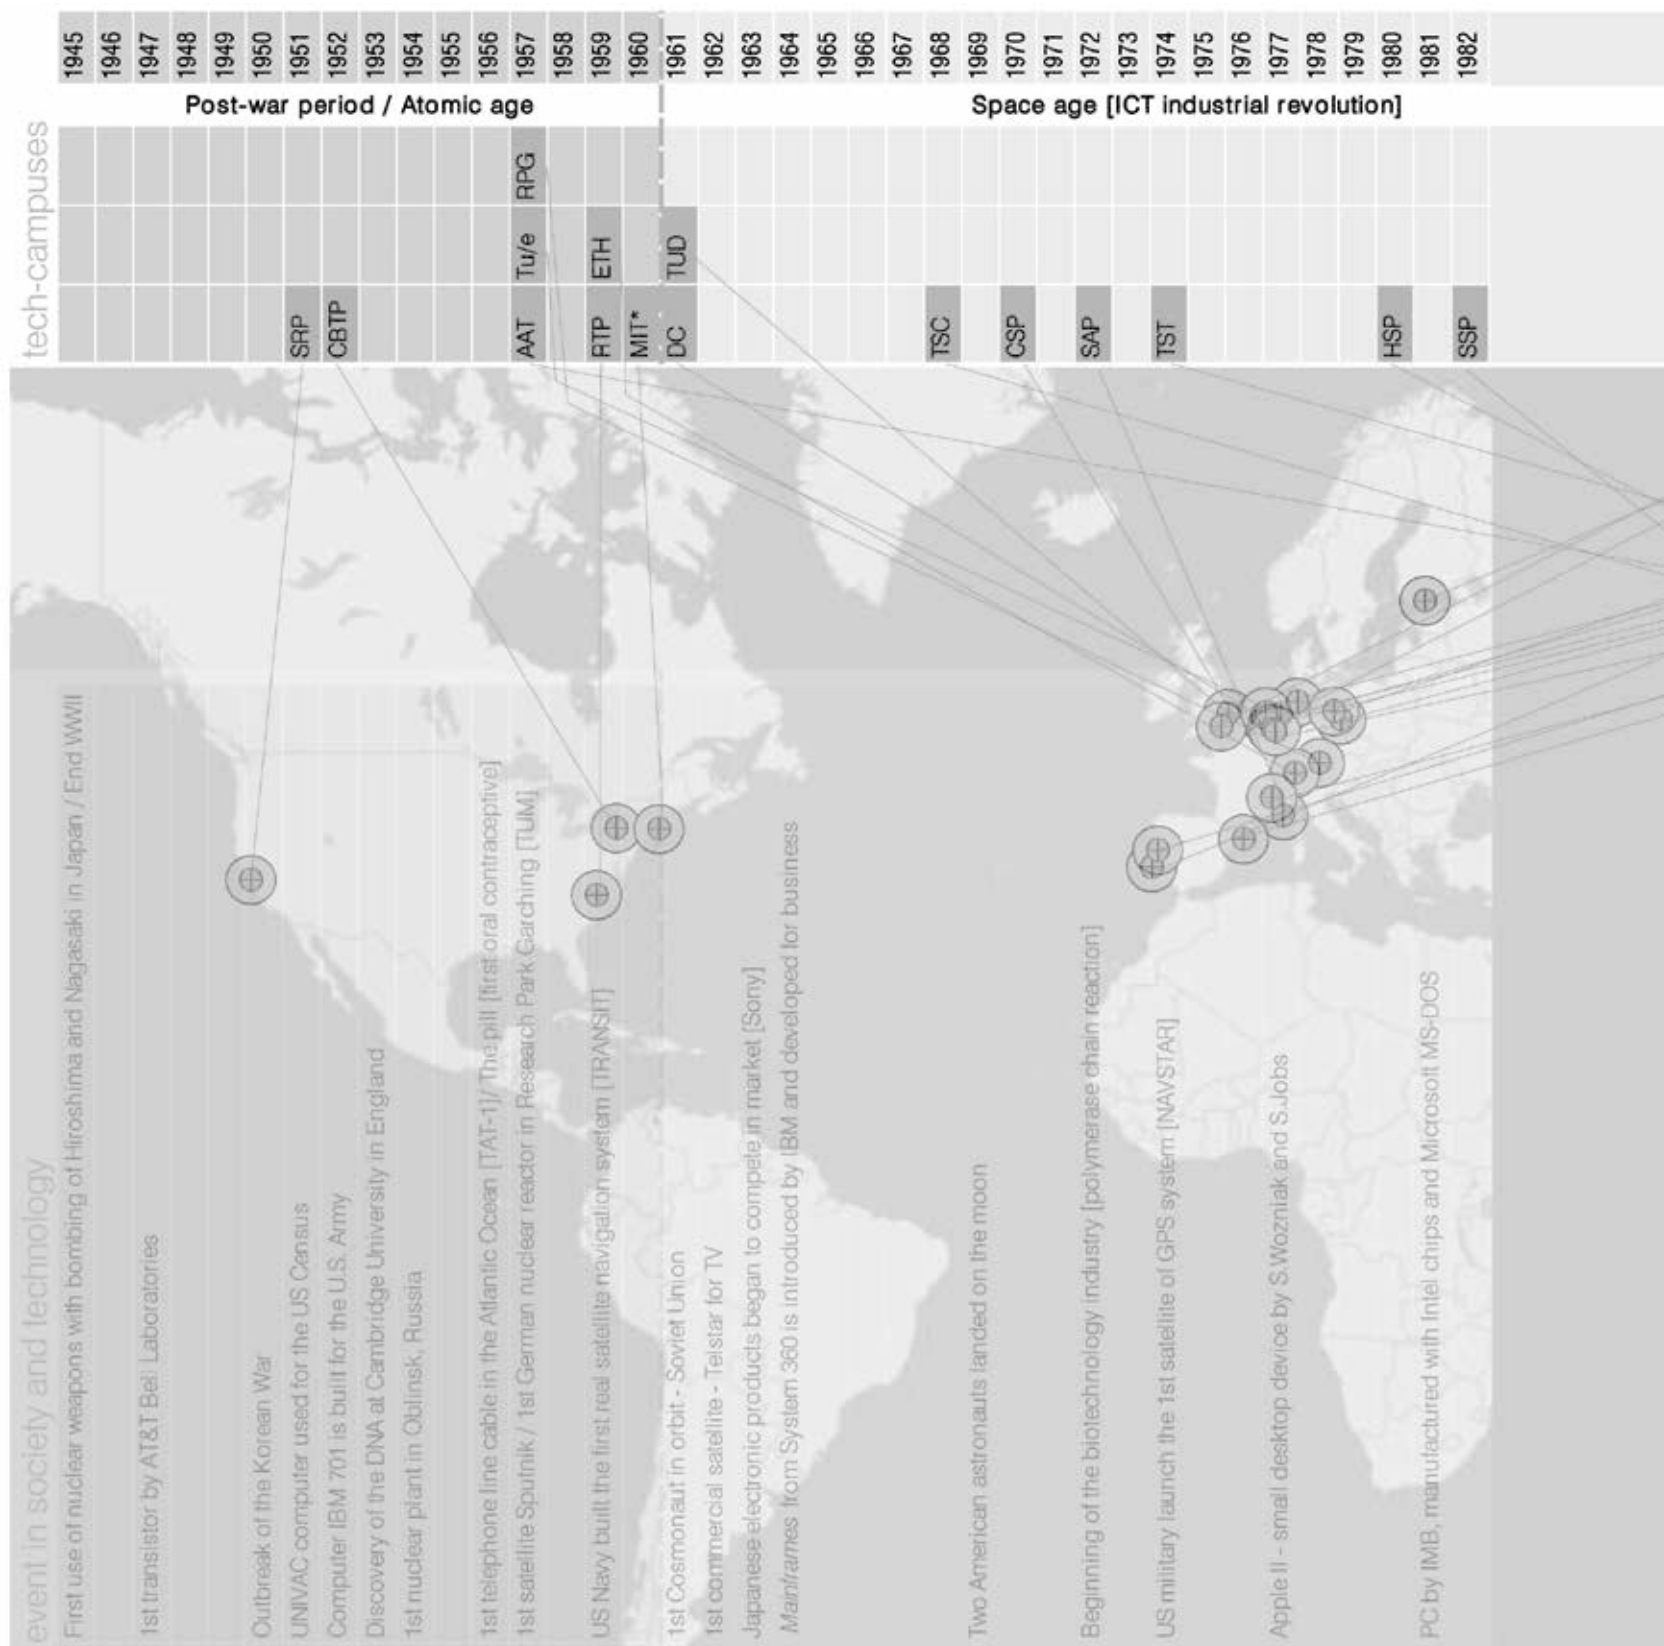 1945
1946
1947
1948
1949
1950
1951
1952
1953
1954
1955
1956
1957
1958
1959
1960
1961
1962
1963
1964
1965
1966
1967
1968
1969
1970
1971
1972
1973
1974
1975
1976
1977
1978
1979
1980
1981
1982
Post-war period / Atomic age
Space age [ICT industrial revolution]
tech-campuses
RPG
Tu/e
ETH
TUD
SRP
CBTP
AAT
RTP
MIT*
DC
TSC
CSP
SAP
TST
HSP
SSP
event in society and technology
First use of nuclear weapons with bombing of Hiroshima and Nagasaki in Japan / End WWII
1st transistor by AT&T Bell Laboratories
Outbreak of the Korean War
UNIVAC computer used for the US Census
Computer IBM 701 is built for the U.S. Army
Discovery of the DNA at Cambridge University in England
1st nuclear plant in Oblinsk, Russia
1st telephone line cable in the Atlantic Ocean [TAT-1]/ The pill [first oral contraceptive]
1st satellite Sputnik / 1st German nuclear reactor in Research Park Garching [TUM]
US Navy built the first real satellite navigation system [TRANSIT]
1st Cosmonaut in orbit - Soviet Union
1st commercial satellite - Telstar for TV
Japanese electronic products began to compete in market [Sony]
Mainframes from System 360 is introduced by IBM and developed for business
Two American astronauts landed on the moon
Beginning of the biotechnology industry [polymerase chain reaction]
US military launch the 1st satellite of GPS system [NAVSTAR]
Apple II - small desktop device by S.Wozniak and S.Jobs
PC by IMB, manufactured with Intel chips and Microsoft MS-DOS